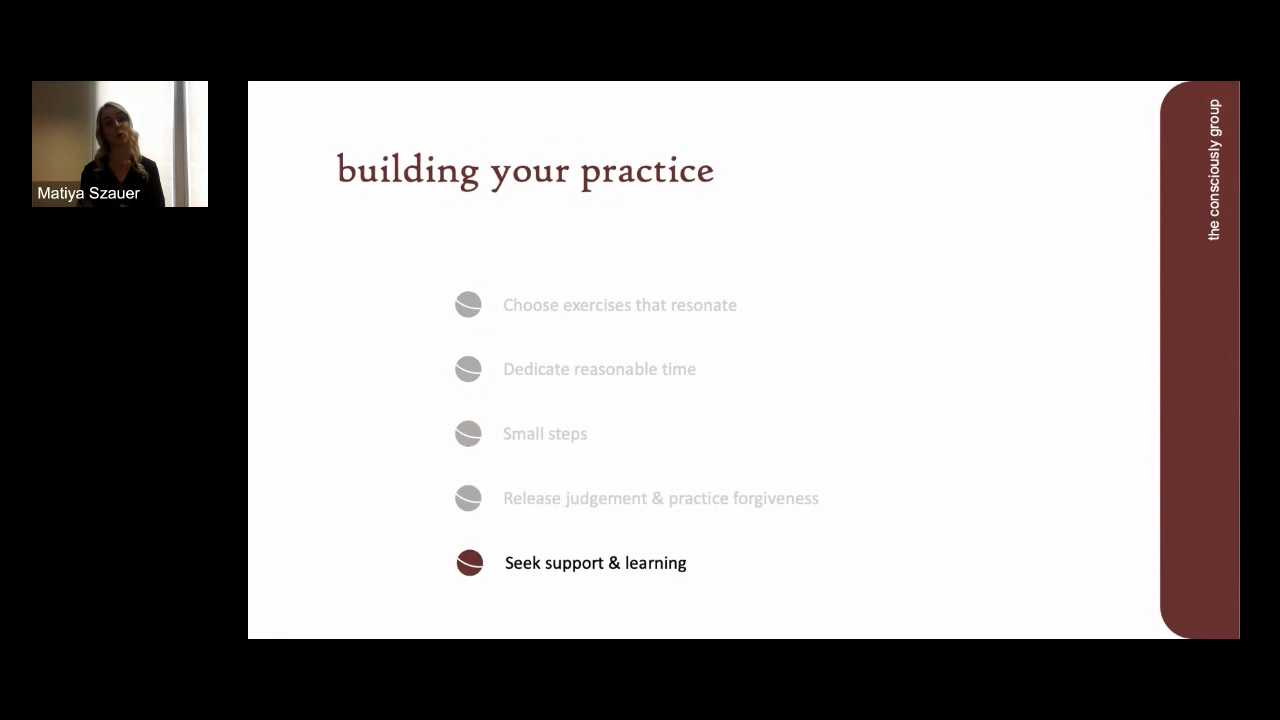 Matiya Szauer
building your practice
the consciously group
Choose exercises that resonate
Dedicate reasonable time
Small steps
Release judgement & practice forgiveness
Seek support & learning